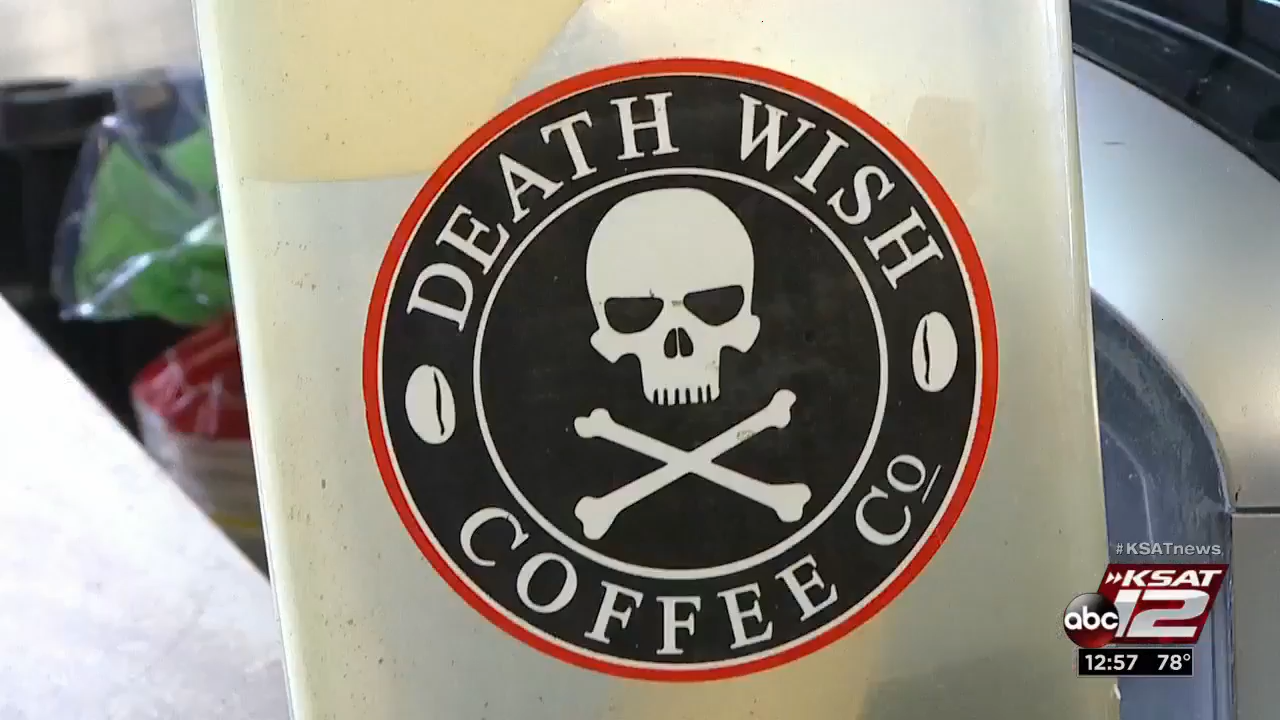 DEATH WISH
COFFEE Co
#KSATnews
KSAT
abc 12
12:57 78°